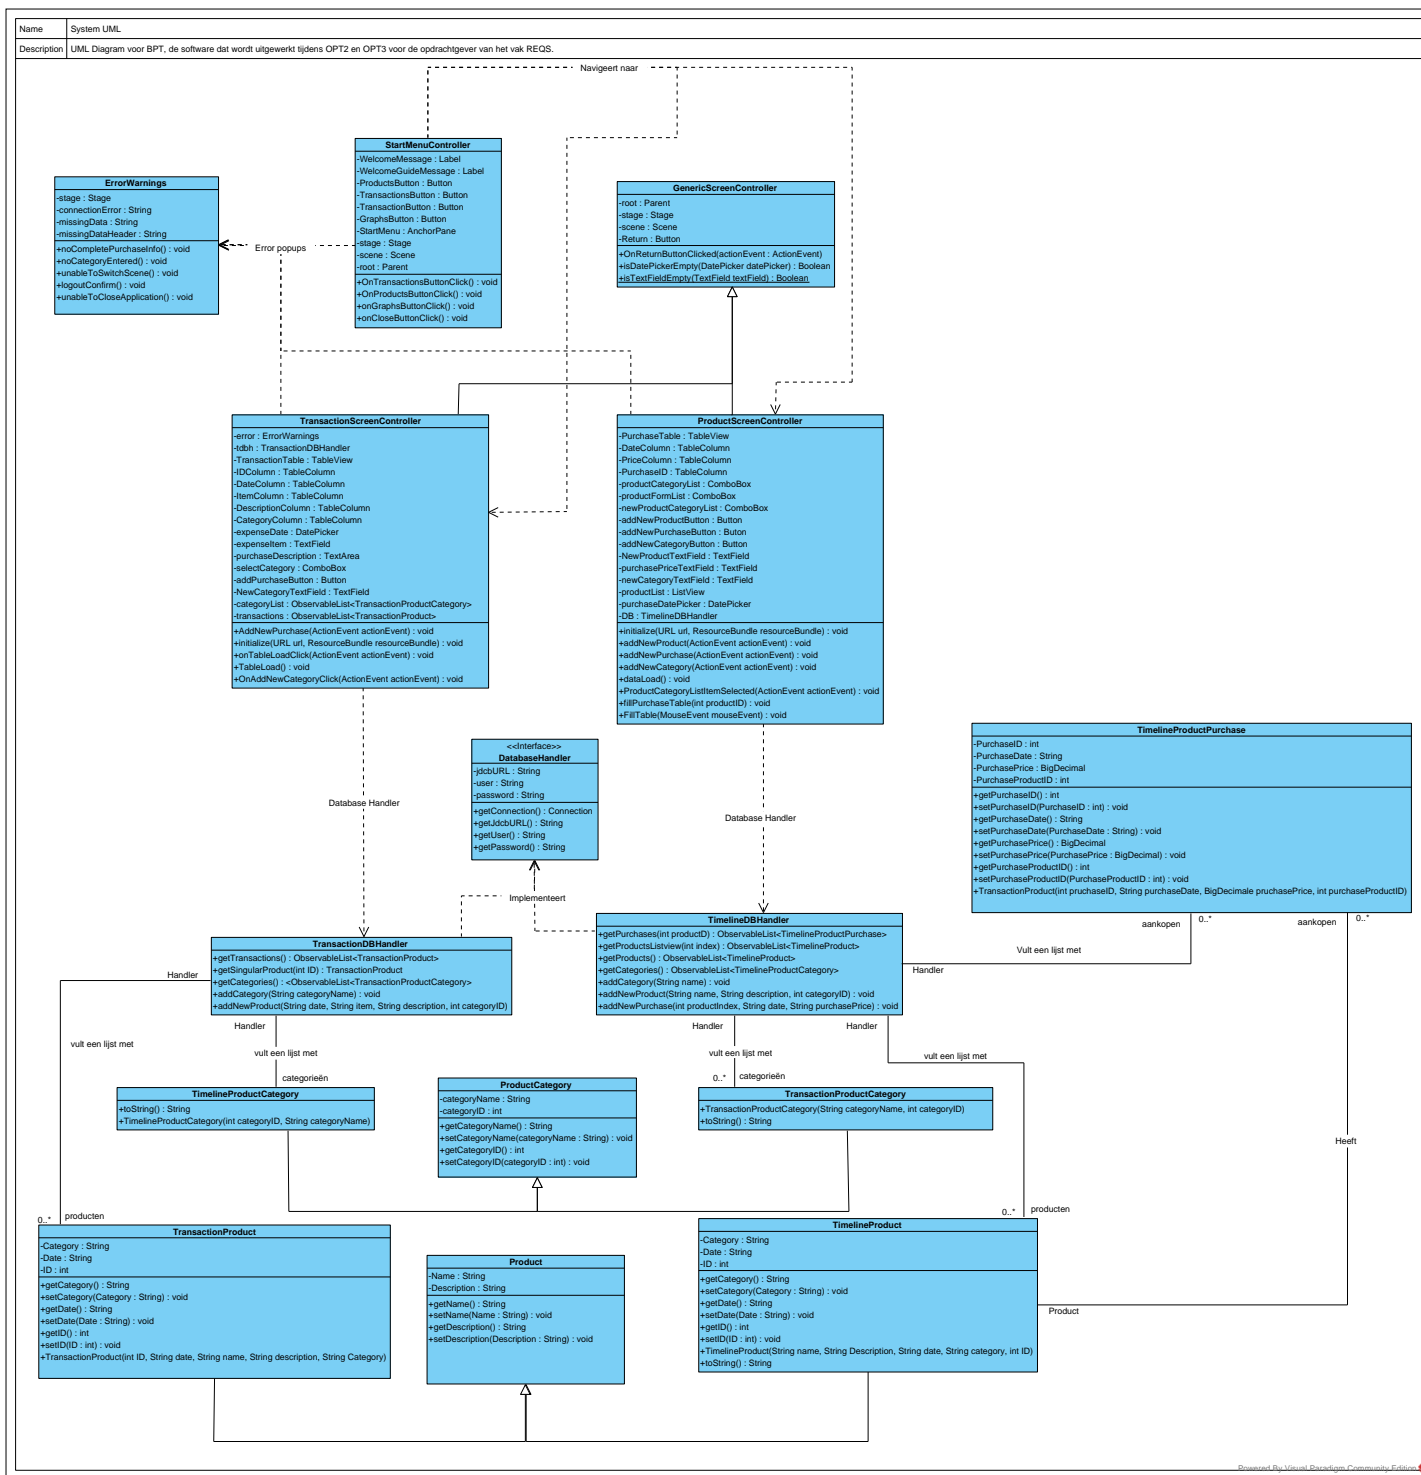 Name System UML
Description UML Diagram voor BPT, de software dat wordt uitgewerkt tijdens OPT2 en OPT3 voor de opdrachtgever van het vak REQS.
Navigeert naar
StartMenuController
-WelcomeMessage : Label
-WelcomeGuideMessage : Label
-ProductsButton : Button
-TransactionsButton : Button
-TransactionButton : Button
-GraphsButton : Button
-StartMenu : AnchorPane
-stage : Stage
-scene : Scene
-root : Parent
+OnTransactionsButtonClick() : void
+OnProductsButtonClick() : void
+onGraphsButtonClick() : void
+onCloseButtonClick() : void
ErrorWarnings
-stage : Stage
-connectionError : String
-missingData : String
-missingDataHeader : String
+noCompletePurchaseInfo() : void
+noCategoryEntered() : void
+unableToSwitchScene() : void
+logoutConfirm() : void
+unableToCloseApplication() : void
Error popups
GenericScreenController
-root : Parent
-stage : Stage
-scene : Scene
-Return : Button
+OnReturnButtonClicked(actionEvent : ActionEvent)
+isDatePickerEmpty(DatePicker datePicker) : Boolean
+isTextFieldEmpty(TextField textField) : Boolean
TransactionScreenController
-error : ErrorWarnings
-tdbh : TransactionDBHandler
-TransactionTable : TableView
-IDColumn : TableColumn
-DateColumn : TableColumn
-ItemColumn : TableColumn
-DescriptionColumn : TableColumn
-CategoryColumn : TableColumn
-expenseDate : DatePicker
-expenseItem : TextField
-purchaseDescription : TextArea
-selectCategory : ComboBox
-addPurchaseButton : Button
-NewCategoryTextField : TextField
-categoryList : ObservableList<TransactionProductCategory>
-transactions : ObservableList<TransactionProduct>
+AddNewPurchase(ActionEvent actionEvent) : void
+initialize(URL url, ResourceBundle resourceBundle) : void
+onTableLoadClick(ActionEvent actionEvent) : void
+TableLoad() : void
+OnAddNewCategoryClick(ActionEvent actionEvent) : void
ProductScreenController
-PurchaseTable : TableView
-DateColumn : TableColumn
-PriceColumn : TableColumn
-PurchaseID : TableColumn
-productCategoryList : ComboBox
-productFormList : ComboBox
-newProductCategoryList : ComboBox
-addNewProductButton : Button
-addNewPurchaseButton : Buton
-addNewCategoryButton : Button
-NewProductTextField : TextField
-purchasePriceTextField : TextField
-newCategoryTextField : TextField
-productList : ListView
-purchaseDatePicker : DatePicker
-DB : TimelineDBHandler
+initialize(URL url, ResourceBundle resourceBundle) : void
+addNewProduct(ActionEvent actionEvent) : void
+addNewPurchase(ActionEvent actionEvent) : void
+addNewCategory(ActionEvent actionEvent) : void
+dataLoad() : void
+ProductCategoryListItemSelected(ActionEvent actionEvent) : void
+fillPurchaseTable(int productID) : void
+FillTable(MouseEvent mouseEvent) : void
<<Interface>>
DatabaseHandler
-jdcbURL : String
-user : String
-password : String
+getConnection() : Connection
+getJdcbURL() : String
+getUser() : String
+getPassword() : String
Database Handler
Database Handler
Implementeert
TimelineProductPurchase
-PurchaseID : int
-PurchaseDate : String
-PurchasePrice : BigDecimal
-PurchaseProductID : int
+getPurchaseID() : int
+setPurchaseID(PurchaseID : int) : void
+getPurchaseDate() : String
+setPurchaseDate(PurchaseDate : String) : void
+getPurchasePrice() : BigDecimal
+setPurchasePrice(PurchasePrice : BigDecimal) : void
+getPurchaseProductID() : int
+setPurchaseProductID(PurchaseProductID : int) : void
+TransactionProduct(int pruchaseID, String purchaseDate, BigDecimale pruchasePrice, int purchaseProductID)
aankopen 0..* aankopen 0..*
Vult een lijst met
Handler
TransactionDBHandler
+getTransactions() : ObservableList<TransactionProduct>
+getSingularProduct(int ID) : TransactionProduct
+getCategories() : <ObservableList<TransactionProductCategory>
+addCategory(String categoryName) : void
+addNewProduct(String date, String item, String description, int categoryID)
TimelineDBHandler
+getPurchases(int productD) : ObservableList<TimelineProductPurchase>
+getProductsListview(int index) : ObservableList<TimelineProduct>
+getProducts() : ObservableList<TimelineProduct>
+getCategories() : ObservableList<TimelineProductCategory>
+addCategory(String name) : void
+addNewProduct(String name, String description, int categoryID) : void
+addNewPurchase(int productIndex, String date, String purchasePrice) : void
Handler
Handler Handler Handler
vult een lijst met vult een lijst met vult een lijst met vult een lijst met
categorieën 0..* categorieën
TimelineProductCategory
+toString() : String
+TimelineProductCategory(int categoryID, String categoryName)
ProductCategory
-categoryName : String
-categoryID : int
+getCategoryName() : String
+setCategoryName(categoryName : String) : void
+getCategoryID() : int
+setCategoryID(categoryID : int) : void
TransactionProductCategory
+TransactionProductCategory(String categoryName, int categoryID)
+toString() : String
Heeft
0..* producten
0..* producten
TransactionProduct
-Category : String
-Date : String
-ID : int
+getCategory() : String
+setCategory(Category : String) : void
+getDate() : String
+setDate(Date : String) : void
+getID() : int
+setID(ID : int) : void
+TransactionProduct(int ID, String date, String name, String description, String Category)
Product
-Name : String
-Description : String
+getName() : String
+setName(Name : String) : void
+getDescription() : String
+setDescription(Description : String) : void
TimelineProduct
-Category : String
-Date : String
-ID : int
+getCategory() : String
+setCategory(Category : String) : void
+getDate() : String
+setDate(Date : String) : void
+getID() : int
+setID(ID : int) : void
+TimelineProduct(String name, String Description, String date, String category, int ID)
+toString() : String
Product
Powered By Visual Paradigm Community Edition